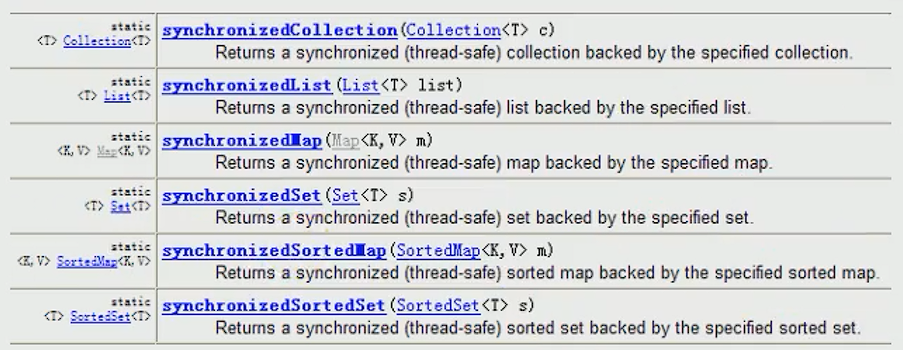 static
<T> Collection<T>
synchronizedCollection(Collection<T> c)
Returns a synchronized (thread-safe) collection backed by the specified collection.
static
<T> List<T>
synchronizedList(List<T> list)
Returns a synchronized (thread-safe) list backed by the specified list.
static
<K,V> Map<K,V>
synchronizedMap(Map<K,V> m)
Returns a synchronized (thread-safe) map backed by the specified map.
static
<T> Set<T>
synchronizedSet(Set<T> s)
Returns a synchronized (thread-safe) set backed by the specified set.
static
<K,V> SortedMap<K,V>
synchronizedSortedMap(SortedMap<K,V> m)
Returns a synchronized (thread-safe) sorted map backed by the specified sorted map.
static
<T> SortedSet<T>
synchronizedSortedSet(SortedSet<T> s)
Returns a synchronized (thread-safe) sorted set backed by the specified sorted set.